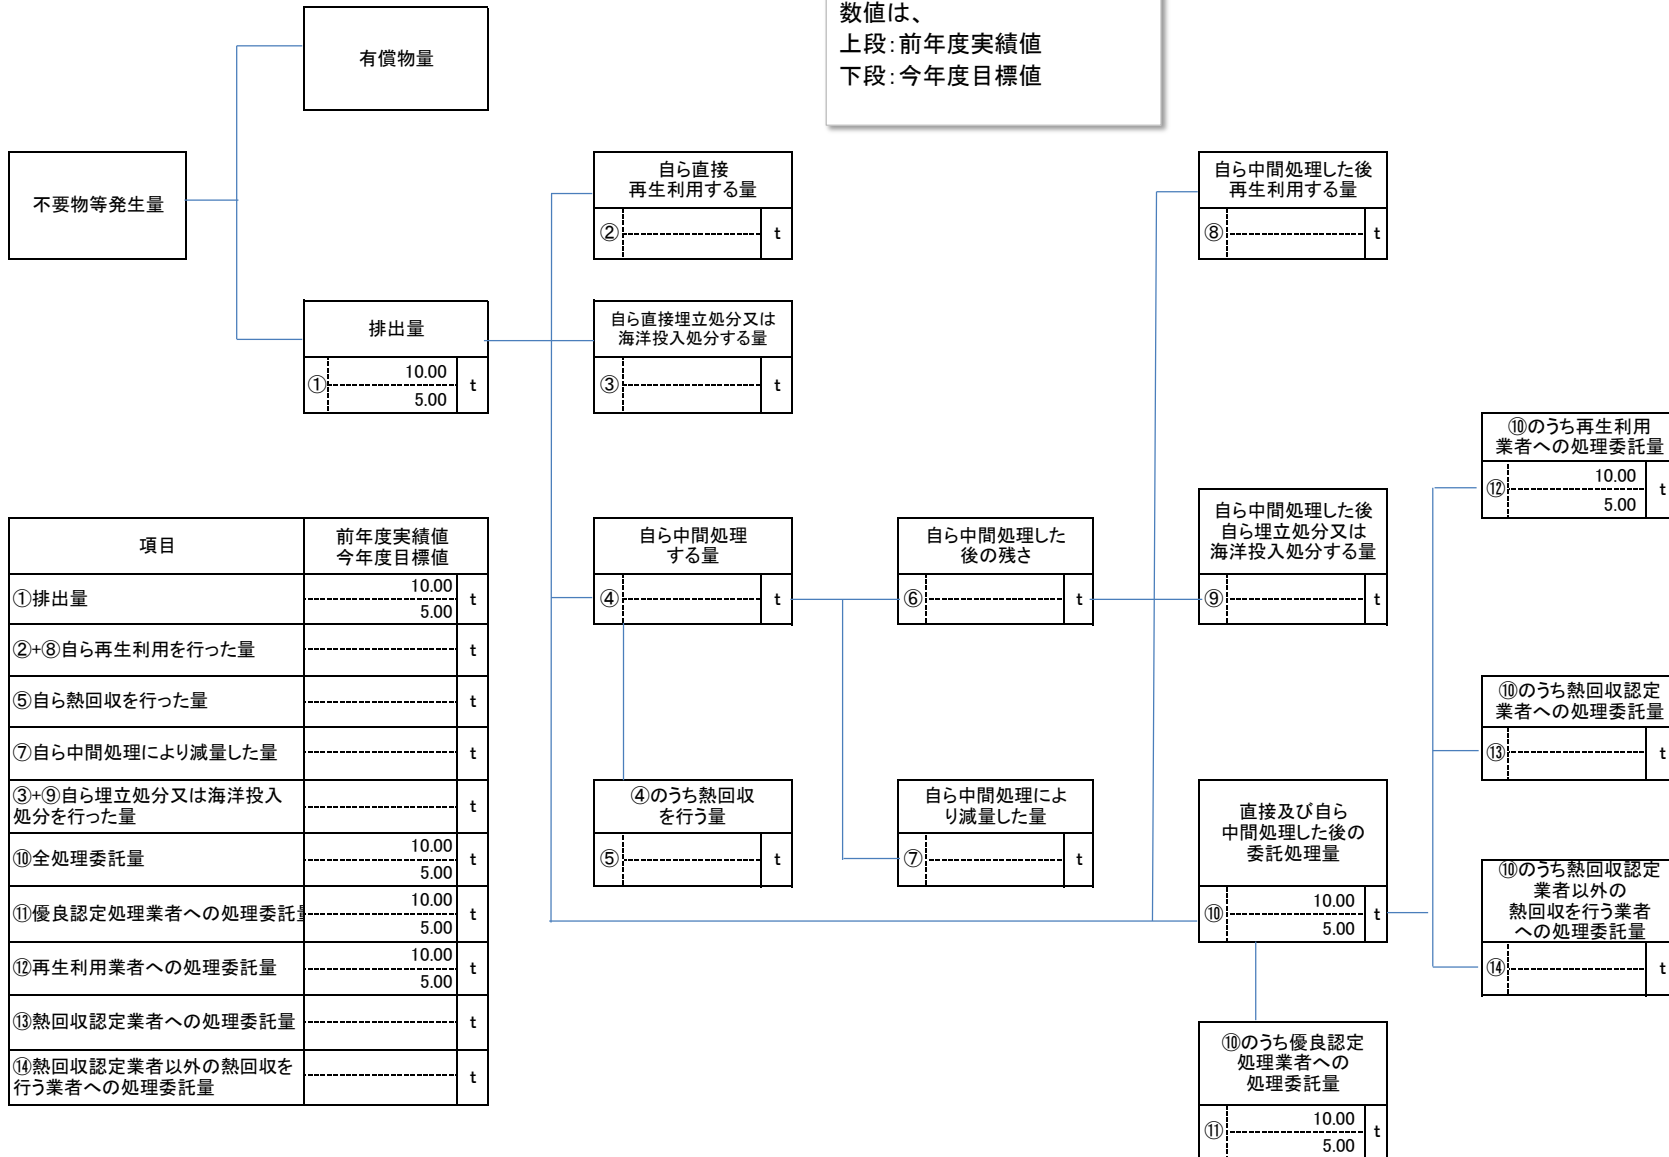 数値は、
上段：前年度実績値
下段：今年度目標値
有償物量
不要物等発生量
排出量
①
10.00
5.00
t
自ら直接
再生利用する量
②
t
自ら直接埋立処分又は
海洋投入処分する量
③
t
自ら中間処理した後
再生利用する量
⑧
t
⑩のうち再生利用
業者への処理委託量
⑫
10.00
5.00
t
自ら中間処理
する量
④
t
自ら中間処理した
後の残さ
⑥
t
自ら中間処理した後
自ら埋立処分又は
海洋投入処分する量
⑨
t
⑩のうち熱回収認定
業者への処理委託量
⑬
t
④のうち熱回収
を行う量
⑤
t
自ら中間処理によ
り減量した量
⑦
t
直接及び自ら
中間処理した後の
委託処理量
⑩
10.00
5.00
t
⑩のうち熱回収認定
業者以外の
熱回収を行う業者
への処理委託量
⑭
t
⑩のうち優良認定
処理業者への
処理委託量
⑪
10.00
5.00
t
項目
前年度実績値
今年度目標値
①排出量
10.00
5.00
t
②+⑧自ら再生利用を行った量
t
⑤自ら熱回収を行った量
t
⑦自ら中間処理により減量した量
t
③+⑨自ら埋立処分又は海洋投入
処分を行った量
t
⑩全処理委託量
10.00
5.00
t
⑪優良認定処理業者への処理委託
10.00
5.00
t
⑫再生利用業者への処理委託量
10.00
5.00
t
⑬熱回収認定業者への処理委託量
t
⑭熱回収認定業者以外の熱回収を
行う業者への処理委託量
t